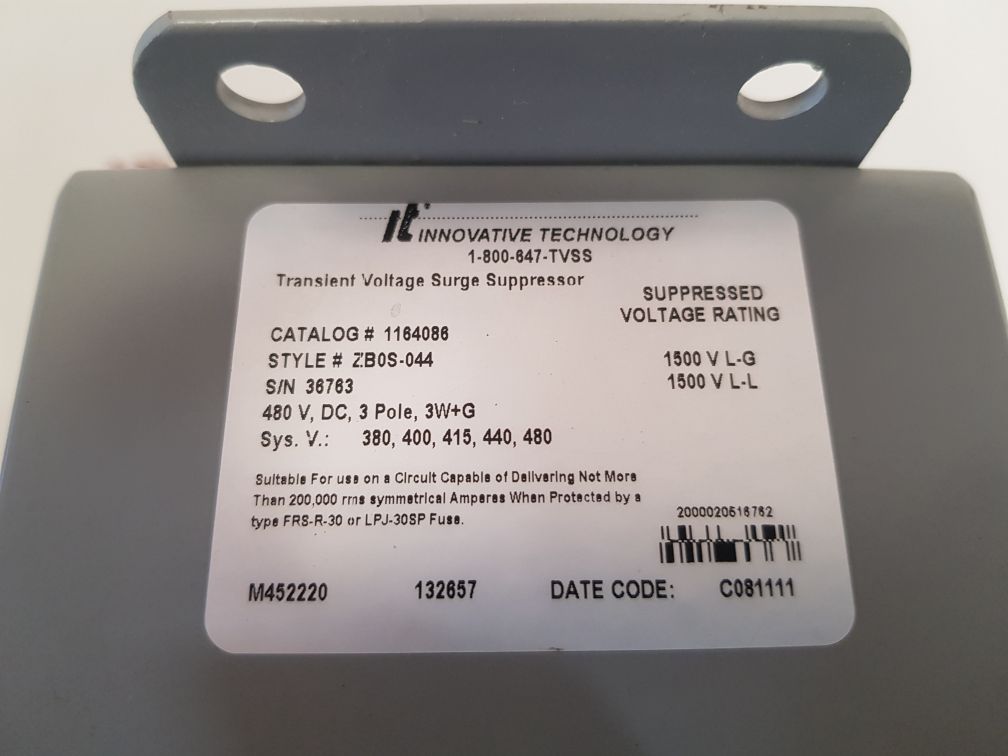 it
INNOVATIVE TECHNOLOGY
1-800-647-TVSS
Transient Voltage Surge Suppressor
SUPPRESSED
VOLTAGE RATING
CATALOG # 1164086
STYLE # ZB0S-044
1500 V L-G
S/N 36763
1500 V L-L
480 V, DC, 3 Pole, 3W+G
Sys. V.: 380, 400, 415, 440, 480
Suitable For use on a Circuit Capable of Delivering Not More
Than 200,000 rms symmetrical Amperes When Protected by a
type FRS-R-30 or LPJ-30SP Fuse.
2000020516762
M452220 132657 DATE CODE: C081111